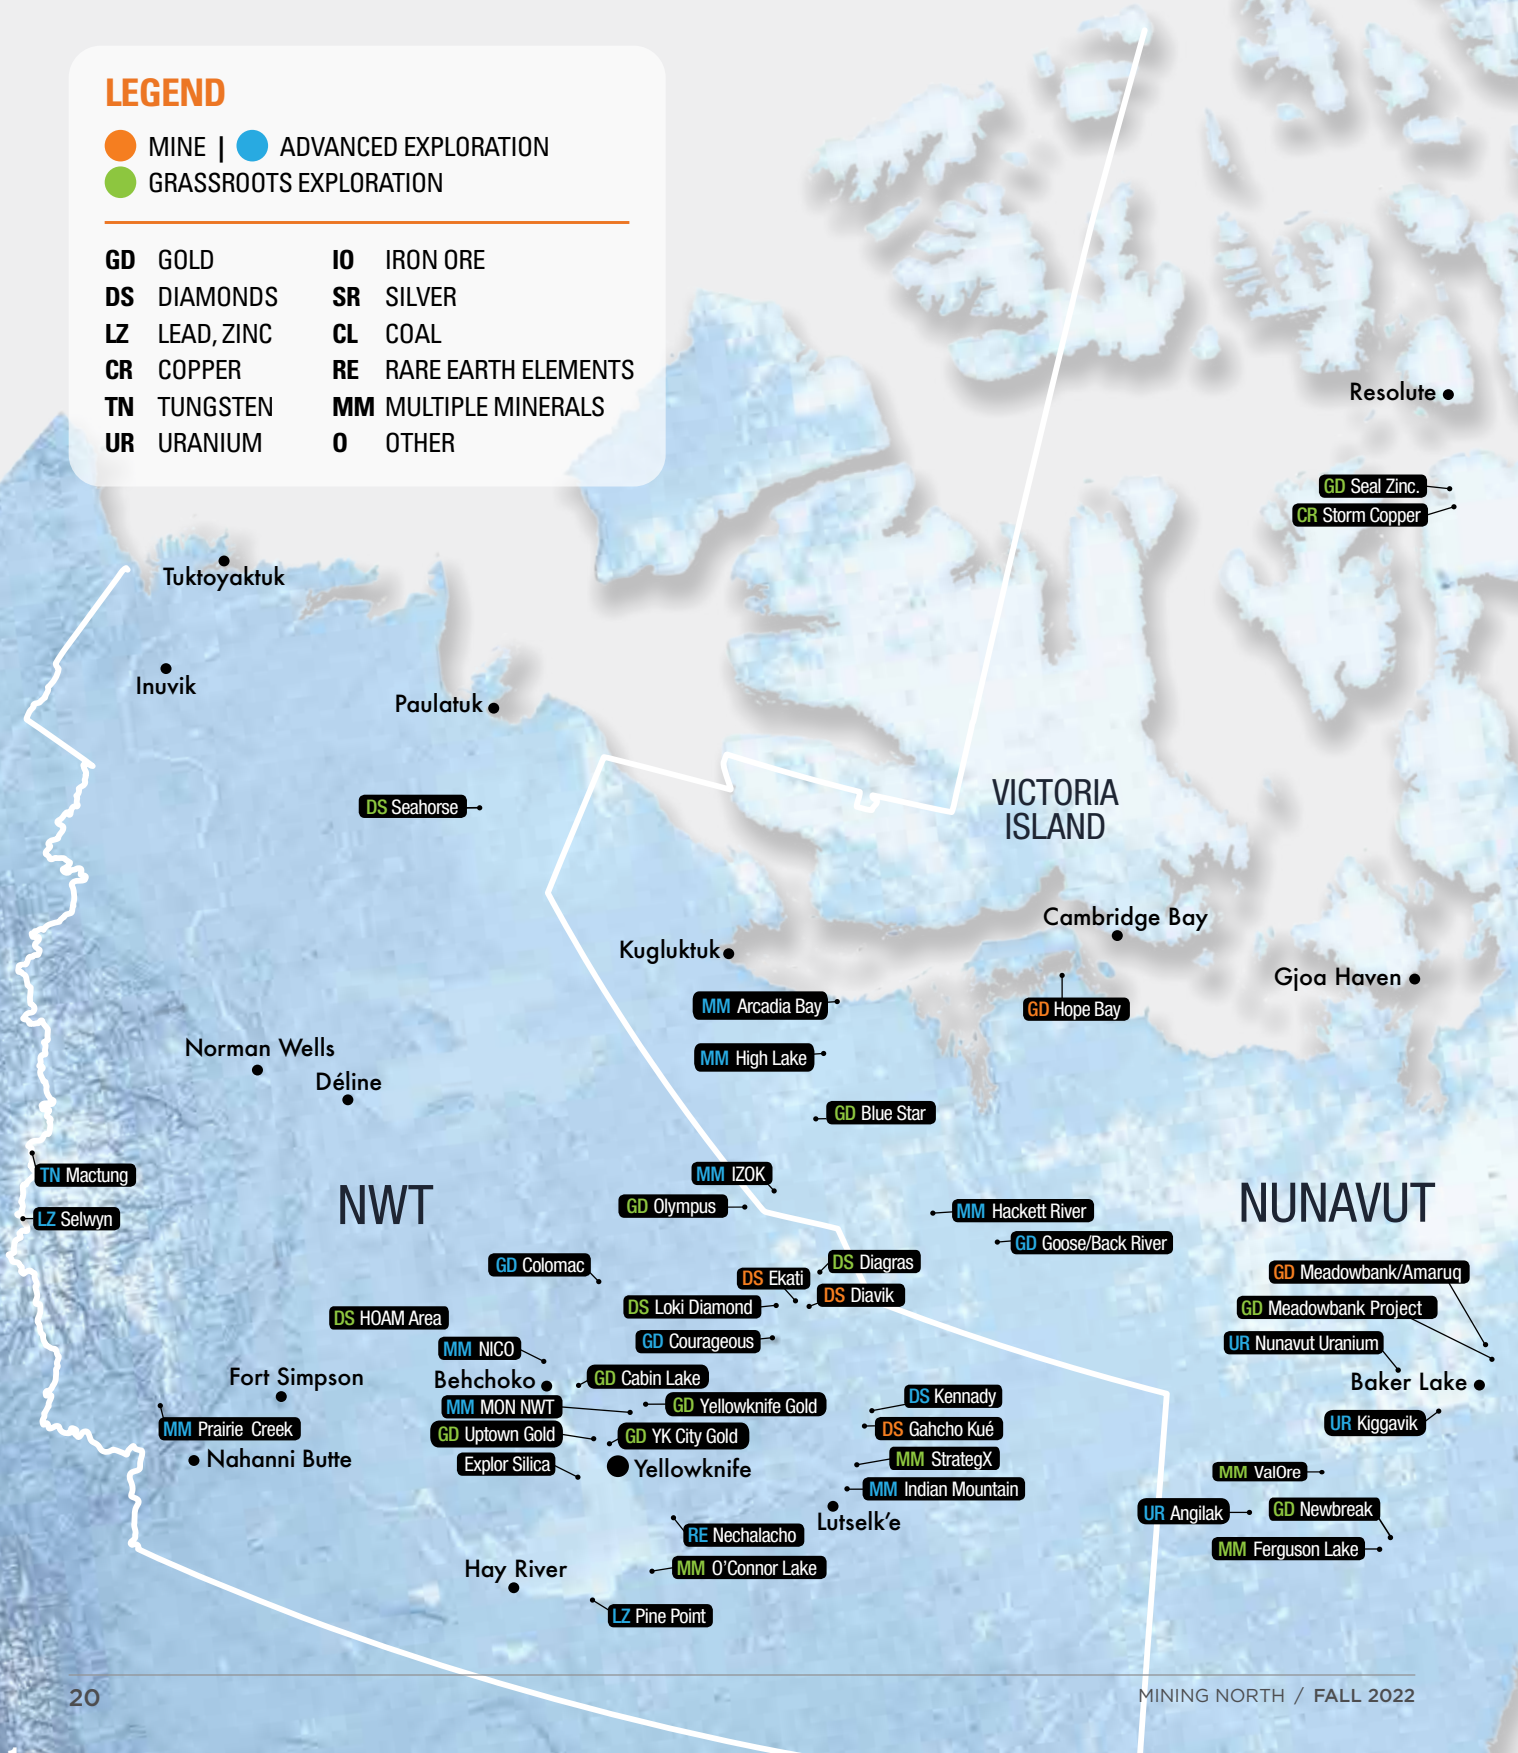 LEGEND
MINE | ADVANCED EXPLORATION
GRASSROOTS EXPLORATION
GD GOLD
DS DIAMONDS
LZ LEAD, ZINC
CR COPPER
TN TUNGSTEN
UR URANIUM
IO IRON ORE
SR SILVER
CL COAL
RE RARE EARTH ELEMENTS
MM MULTIPLE MINERALS
O OTHER
Resolute
GD Seal Zinc.
CR Storm Copper
Tuktoyaktuk
Inuvik
Paulatuk
DS Seahorse
VICTORIA
ISLAND
Cambridge Bay
Kugluktuk
Gjoa Haven
MM Arcadia Bay
GD Hope Bay
Norman Wells
MM High Lake
Déline
GD Blue Star
TN Mactung
MM IZOK
NWT
NUNAVUT
GD Olympus
MM Hackett River
LZ Selwyn
GD Goose/Back River
GD Colomac
DS Diagras
DS Ekati
GD Meadowbank/Amaruq
DS Diavik
DS Loki Diamond
GD Meadowbank Project
DS HOAM Area
GD Courageous
UR Nunavut Uranium
MM NICO
Fort Simpson
Behchoko
GD Cabin Lake
Baker Lake
DS Kennady
MM MON NWT
GD Yellowknife Gold
UR Kiggavik
MM Prairie Creek
DS Gahcho Kué
GD Uptown Gold
GD YK City Gold
Nahanni Butte
MM StrategX
Explor Silica
Yellowknife
MM ValOre
MM Indian Mountain
UR Angilak
GD Newbreak
Lutselk’e
RE Nechalacho
MM Ferguson Lake
Hay River
MM O’Connor Lake
LZ Pine Point
20
MINING NORTH / FALL 2022